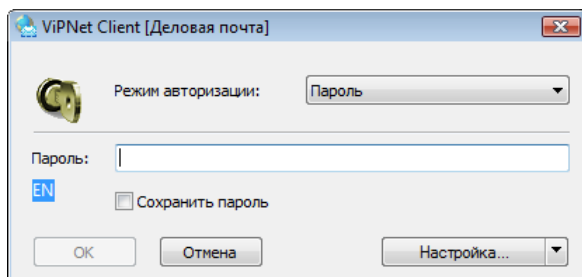 ViPNet Client [Деловая почта]
Режим авторизации: Пароль
Пароль:
EN
Сохранить пароль
OK Отмена Настройка...